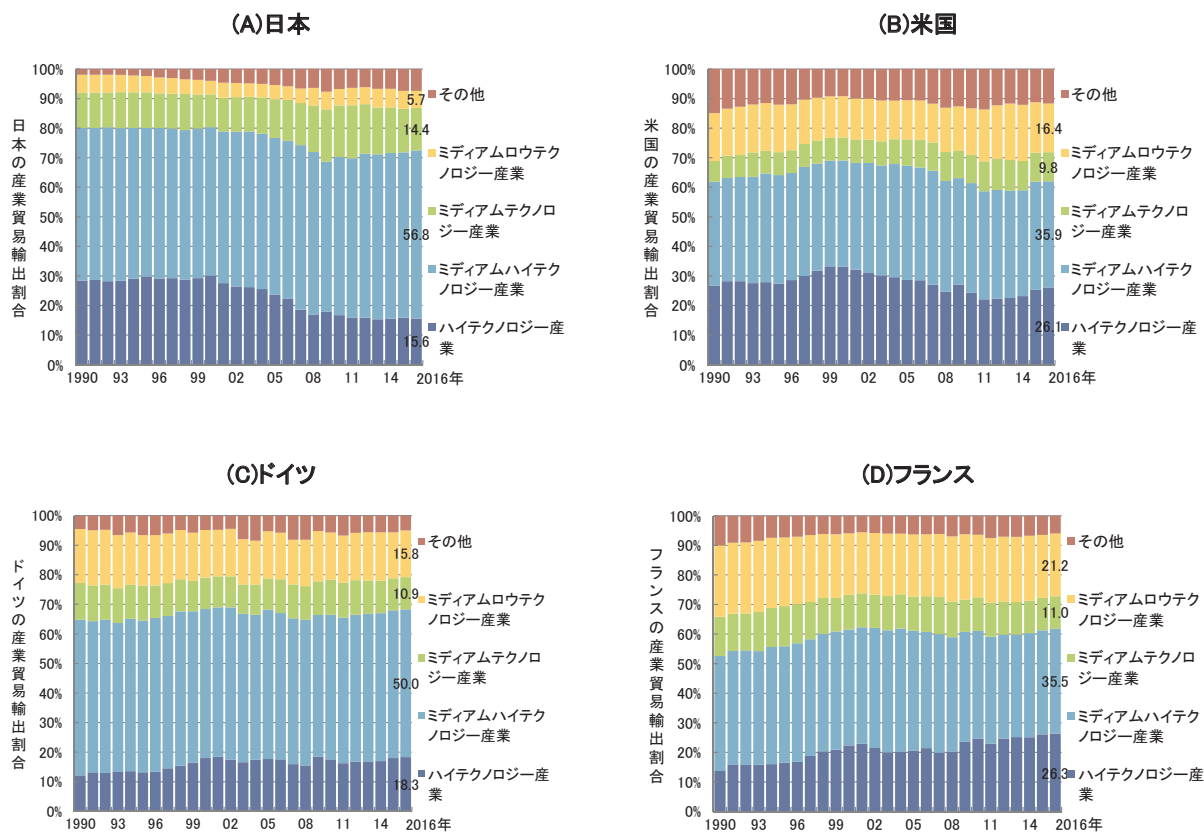 (A)日本
100%
90%
80%
70%
60%
50%
40%
30%
20%
10%
0%
日本の産業貿易輸出割合
5.7
14.4
56.8
15.6
その他
ミディアムロウテク
ノロジー産業
ミディアムテクノロ
ジー産業
ミディアムハイテク
ノロジー産業
ハイテクノロジー産
業
1990 93 96 99 02 05 08 11 14 2016年
(B)米国
100%
90%
80%
70%
60%
50%
40%
30%
20%
10%
0%
米国の産業貿易輸出割合
16.4
9.8
35.9
26.1
その他
ミディアムロウテク
ノロジー産業
ミディアムテクノロ
ジー産業
ミディアムハイテク
ノロジー産業
ハイテクノロジー産
業
1990 93 96 99 02 05 08 11 14 2016年
(C)ドイツ
100%
90%
80%
70%
60%
50%
40%
30%
20%
10%
0%
ドイツの産業貿易輸出割合
15.8
10.9
50.0
18.3
その他
ミディアムロウテク
ノロジー産業
ミディアムテクノロ
ジー産業
ミディアムハイテク
ノロジー産業
ハイテクノロジー産
業
1990 93 96 99 02 05 08 11 14 2016年
(D)フランス
100%
90%
80%
70%
60%
50%
40%
30%
20%
10%
0%
フランスの産業貿易輸出割合
21.2
11.0
35.5
26.3
その他
ミディアムロウテク
ノロジー産業
ミディアムテクノロ
ジー産業
ミディアムハイテク
ノロジー産業
ハイテクノロジー産
業
1990 93 96 99 02 05 08 11 14 2016年